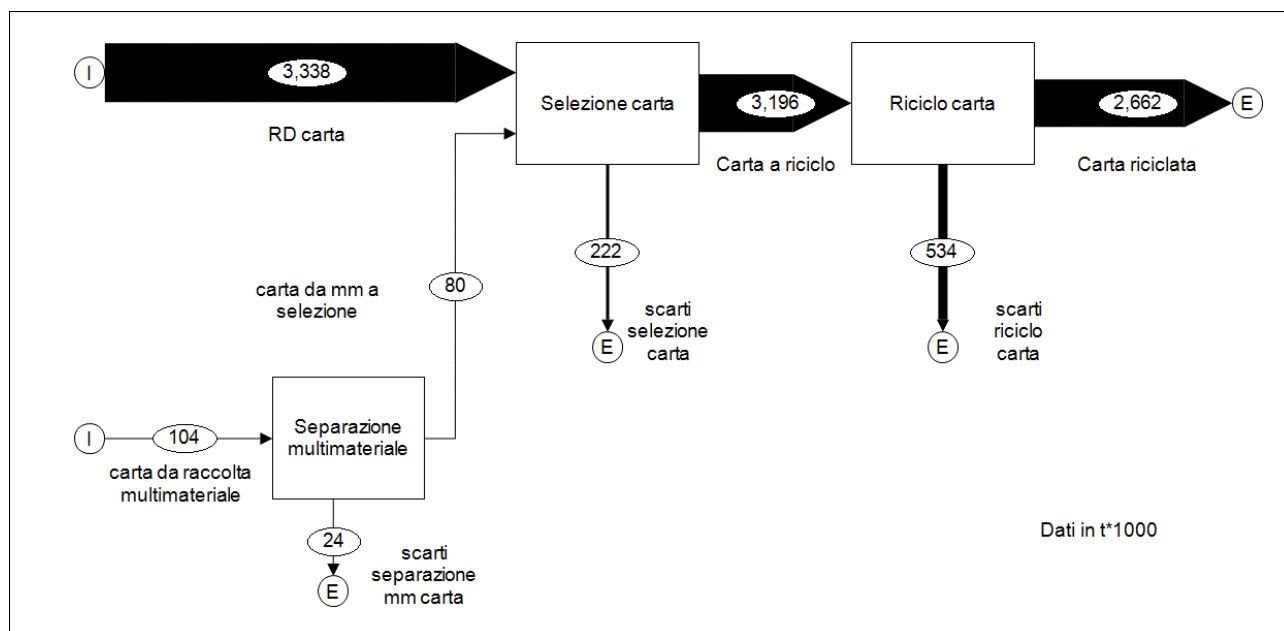 I
3,338
RD carta
Selezione carta
3,196
Carta a riciclo
Riciclo carta
2,662
E
Carta riciclata
222
scarti
selezione
carta
E
534
scarti
riciclo
carta
E
carta da mm a
selezione
80
I
104
carta da raccolta
multimateriale
Separazione
multimateriale
24
scarti
separazione
mm carta
E
Dati in t*1000